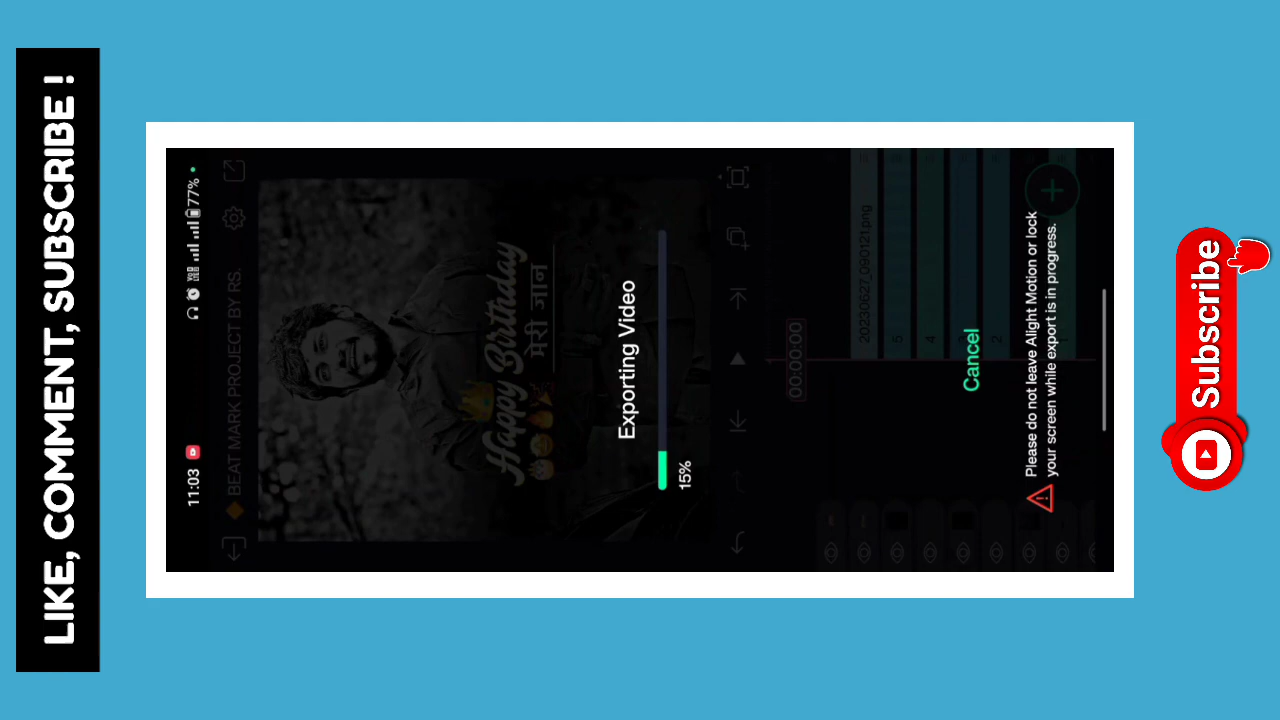 LIKE, COMMENT, SUBSCRIBE !
11:03
77%
BEAT MARK PROJECT BY RS.
Happy Birthday
मेरी जान
Exporting Video
15%
00:00:00
20230627_090121.png
5
4
3
2
1
Cancel
Please do not leave Alight Motion or lock
your screen while export is in progress.
Subscribe